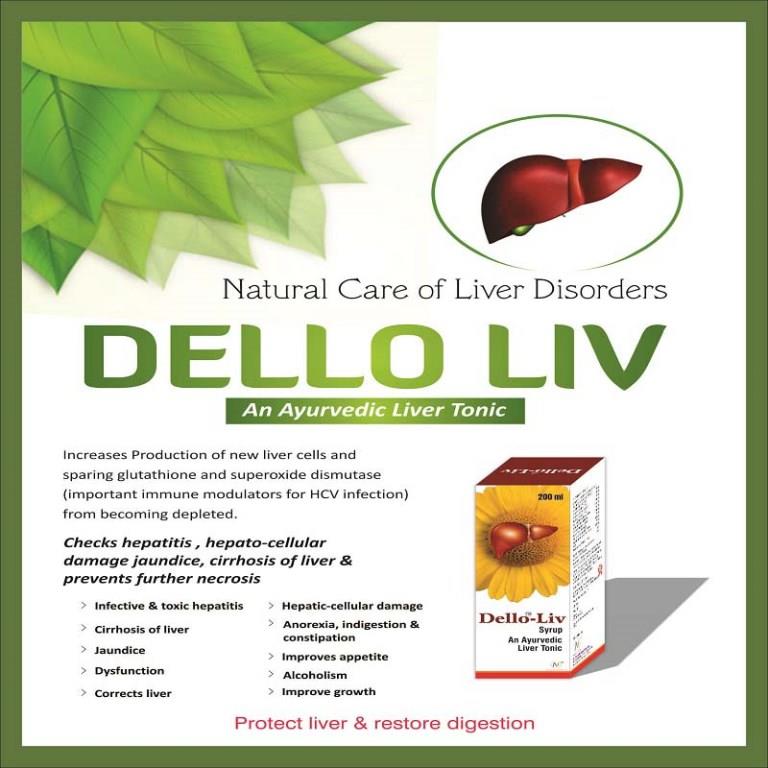 Natural Care of Liver Disorders
DELLO LIV
An Ayurvedic Liver Tonic
Increases Production of new liver cells and
sparing glutathione and superoxide dismutase
(important immune modulators for HCV infection)
from becoming depleted.
Checks hepatitis , hepato-cellular
damage jaundice, cirrhosis of liver &
prevents further necrosis
Infective & toxic hepatitis
Cirrhosis of liver
Jaundice
Dysfunction
Corrects liver
Hepatic-cellular damage
Anorexia, indigestion &
constipation
Improves appetite
Alcoholism
Improve growth
Dello-Liv
200 ml
Dello-Liv
Syrup
An Ayurvedic
Liver Tonic
Protect liver & restore digestion